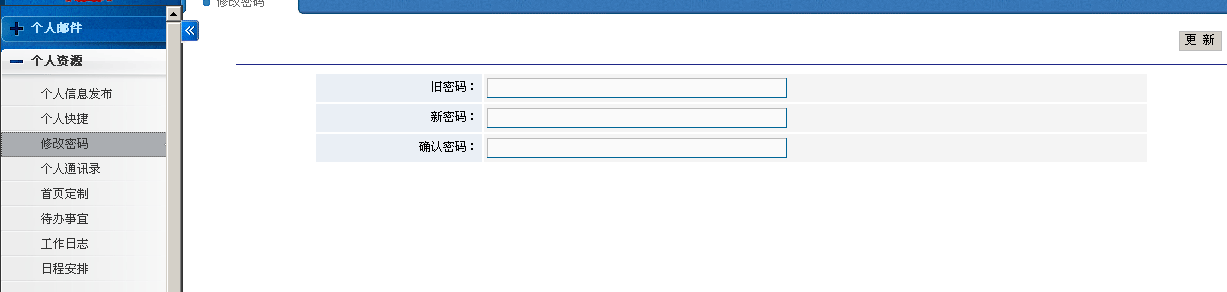 修改密码
个人邮件
个人资源
个人信息发布
个人快捷
修改密码
个人通讯录
首页定制
待办事宜
工作日志
日程安排
更 新
旧密码：
新密码：
确认密码：